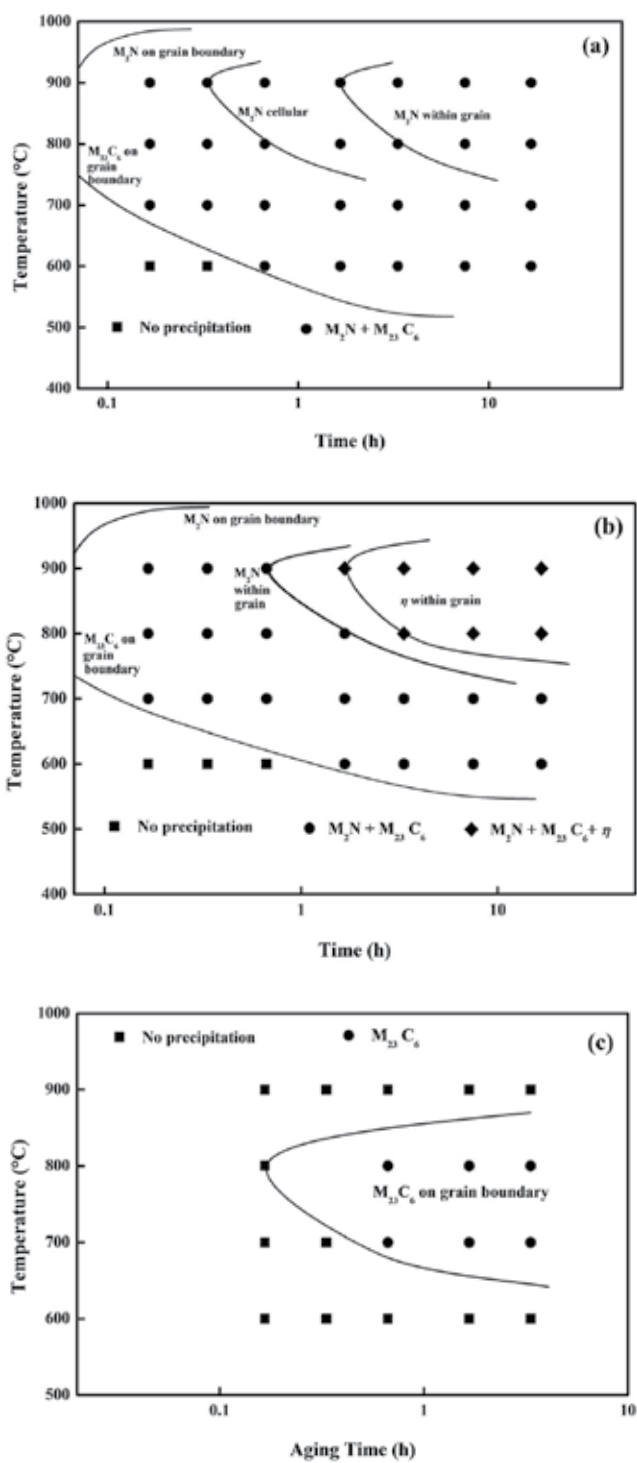 (a)
1000
900
800
700
600
500
400
Temperature (°C)
M₂N on grain boundary
M₂N cellular
M₂N within grain
M₂₃C₆ on
grain
boundary
■ No precipitation ● M₂N + M₂₃ C₆
0.1 1 10
Time (h)
(b)
1000
900
800
700
600
500
400
Temperature (°C)
M₂N on grain boundary
M₂N
within
grain
η within grain
M₂₃C₆ on
grain
boundary
■ No precipitation ● M₂N + M₂₃ C₆ ◆ M₂N + M₂₃ C₆+ η
0.1 1 10
Time (h)
(c)
1000
900
800
700
600
500
Temperature (°C)
■ No precipitation ● M₂₃ C₆
M₂₃C₆ on grain boundary
0.1 1 10
Aging Time (h)